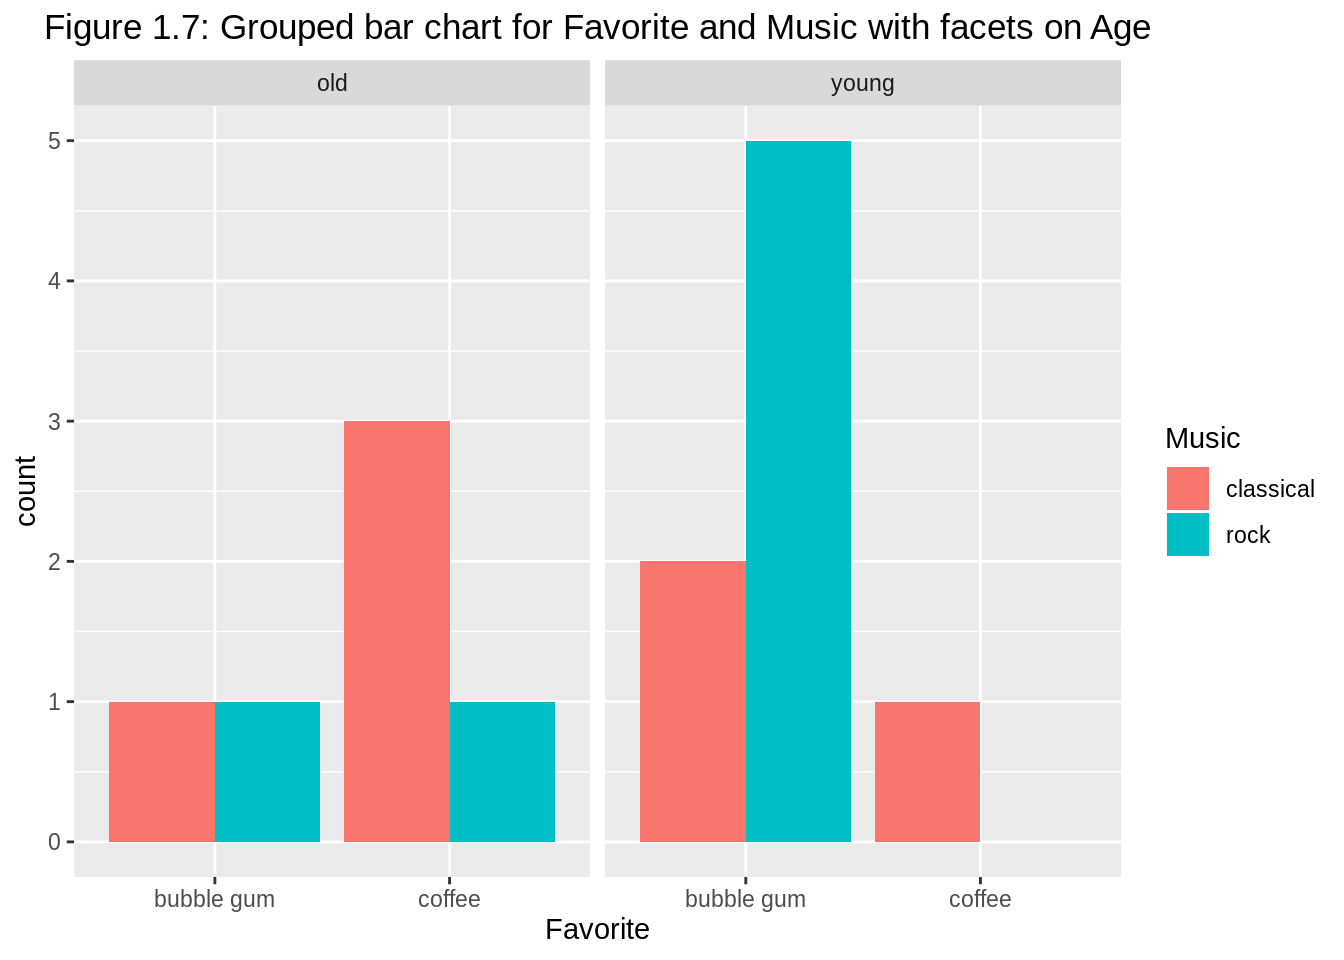 Figure 1.7: Grouped bar chart for Favorite and Music with facets on Age
old
young
5
4
3
2
1
0
count
bubble gum
coffee
bubble gum
coffee
Favorite
Music
classical
rock